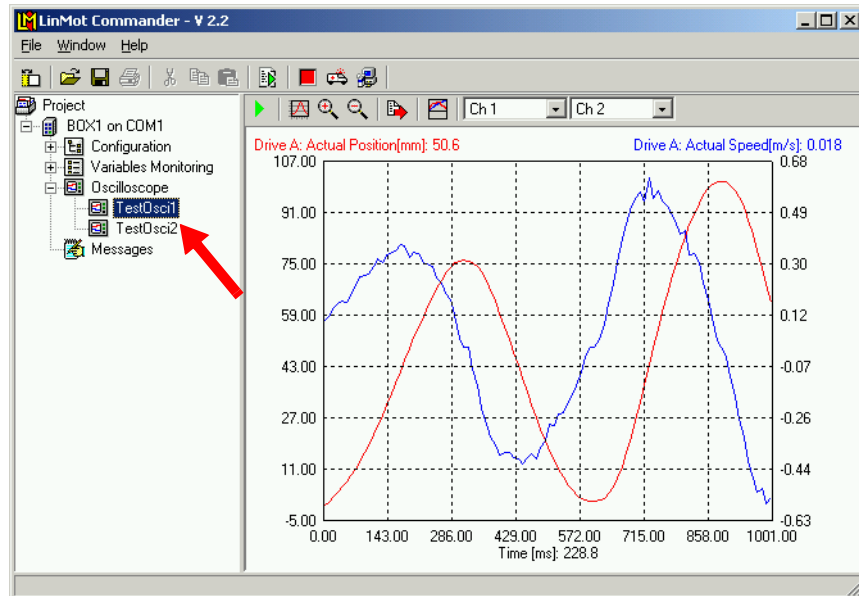 LinMot Commander - V 2.2
File Window Help
Project
BOX1 on COM1
Configuration
Variables Monitoring
Oscilloscope
TestOsci1
TestOsci2
Messages
Ch 1 Ch 2
Drive A: Actual Position[mm]: 50.6 Drive A: Actual Speed[m/s]: 0.018
107.00 0.68
91.00 0.49
75.00 0.30
59.00 0.12
43.00 -0.07
27.00 -0.26
11.00 -0.44
-5.00 -0.63
0.00 143.00 286.00 429.00 572.00 715.00 858.00 1001.00
Time [ms]: 228.8